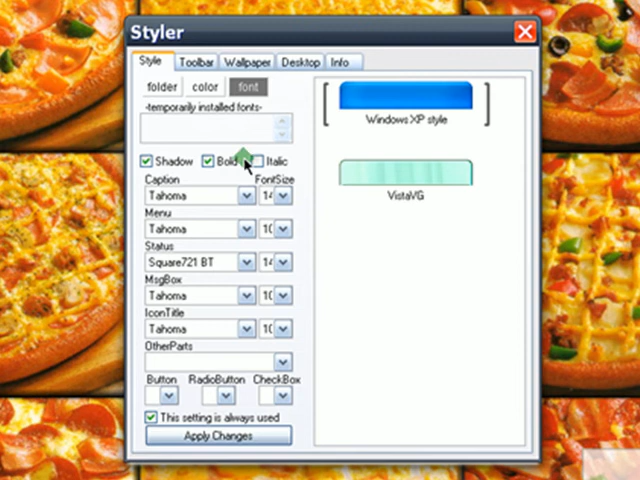 Styler
Style Toolbar Wallpaper Desktop Info
folder color font
-temporarily installed fonts-
Shadow Bold Italic
Caption FontSize
Tahoma 14
Menu
Tahoma 10
Status
Square721 BT 14
MsgBox
Tahoma 10
IconTitle
Tahoma 10
OtherParts
Button RadioButton CheckBox
This setting is always used
Apply Changes
Windows XP style
VistaVG